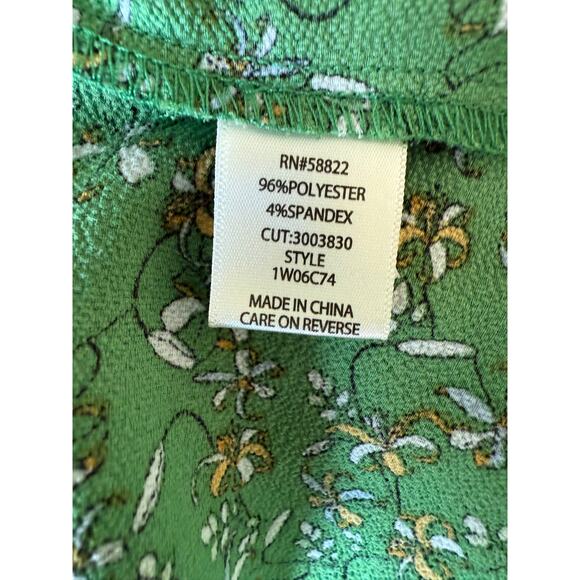 RN#58822
96%POLYESTER
4%SPANDEX
CUT:3003830
STYLE
1W06C74
MADE IN CHINA
CARE ON REVERSE